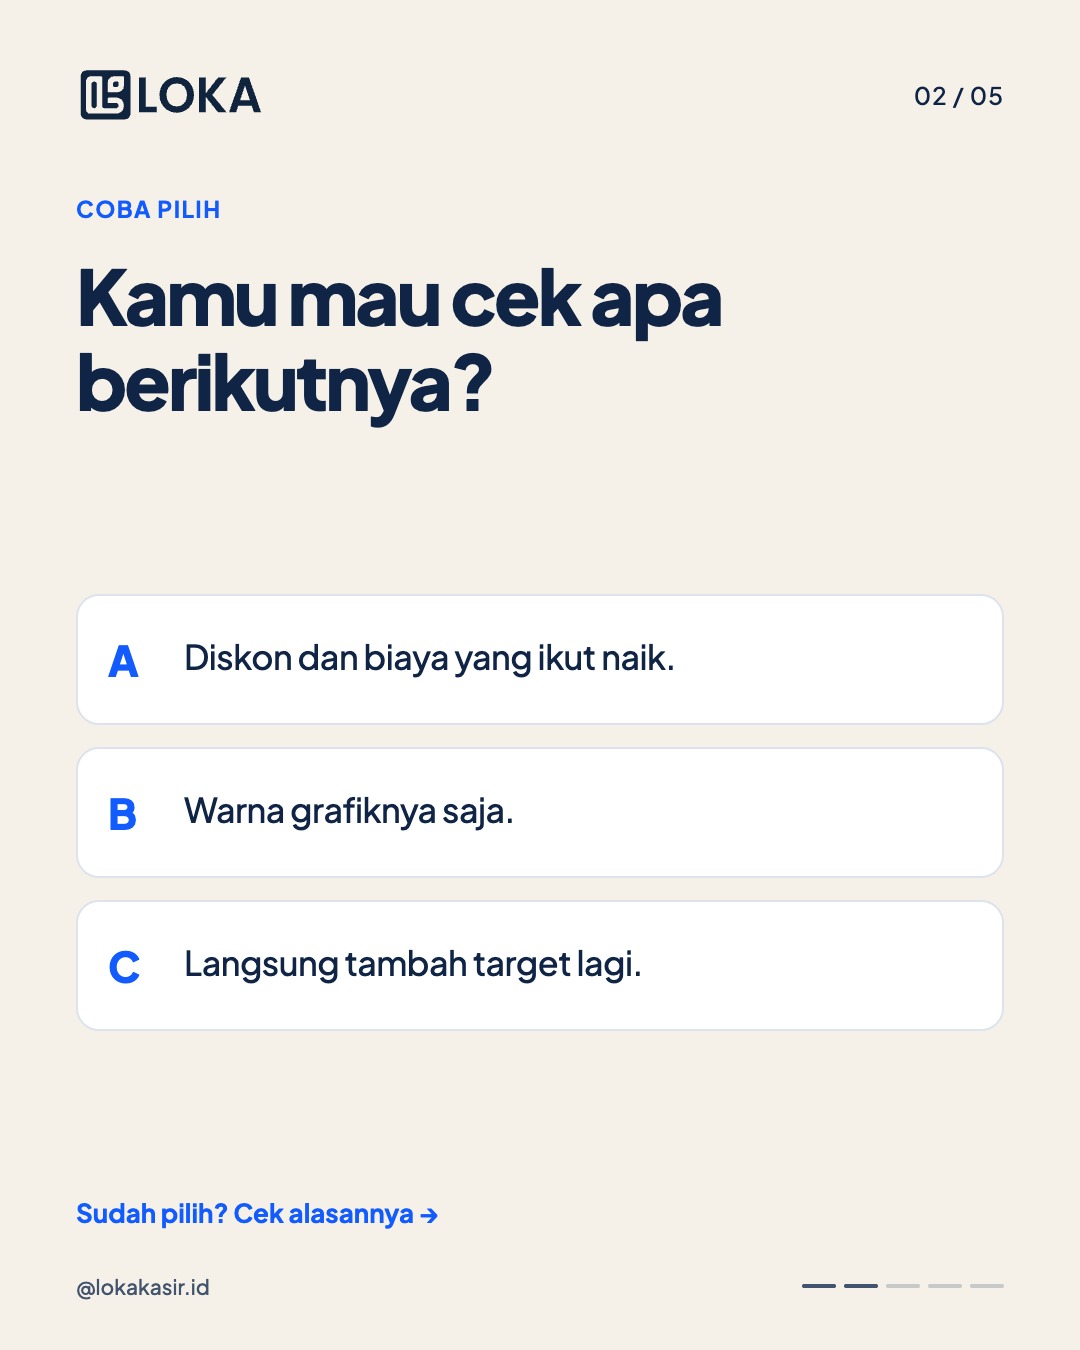 LOKA
02 / 05
COBA PILIH
Kamu mau cek apa
berikutnya?
A Diskon dan biaya yang ikut naik.
B Warna grafiknya saja.
C Langsung tambah target lagi.
Sudah pilih? Cek alasannya →
@lokakasir.id